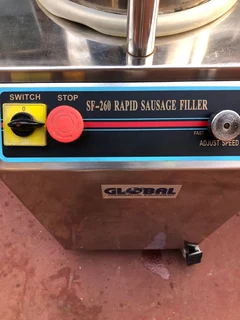 SWITCH STOP SF-260 RAPID SAUSAGE FILLER
0
FAST
ADJUST SPEED
GLOBAL